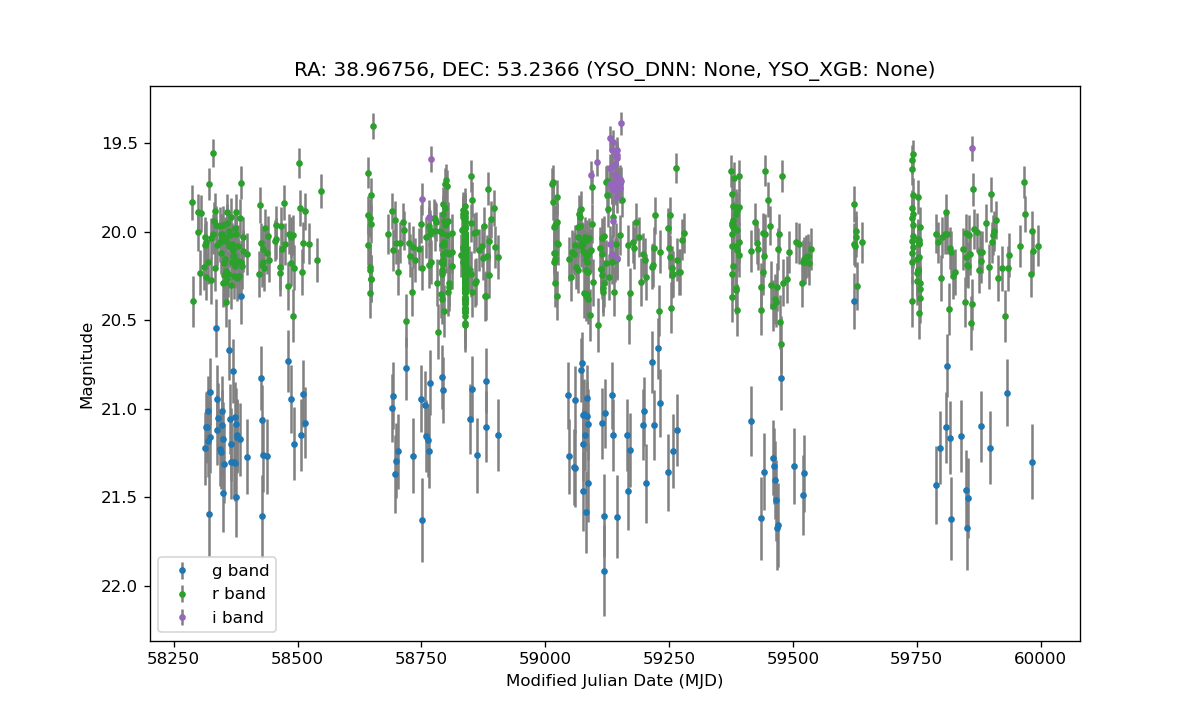 RA: 38.96756, DEC: 53.2366 (YSO_DNN: None, YSO_XGB: None)
19.5
20.0
20.5
21.0
21.5
22.0
Magnitude
g band
r band
i band
58250 58500 58750 59000 59250 59500 59750 60000
Modified Julian Date (MJD)